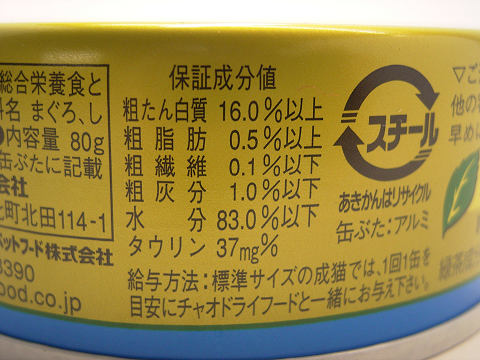 総合栄養食と
名 まぐろ、し
内容量 80g
缶ぶたに記載
会社
町北田114-1
ペットフード株式会社
8390
ood.co.jp
保証成分値
粗たん白質 16.0%以上
粗脂肪 0.5%以上
粗繊維 0.1%以下
粗灰分 1.0%以下
水分 83.0%以下
タウリン 37mg%
給与方法:標準サイズの成猫では、1回1缶を
目安にチャオドライフードと一緒にお与え下さい。
スチール
あきかんはリサイクル
缶ぶた:アルミ
▽ご
他の
早めに
緑茶成